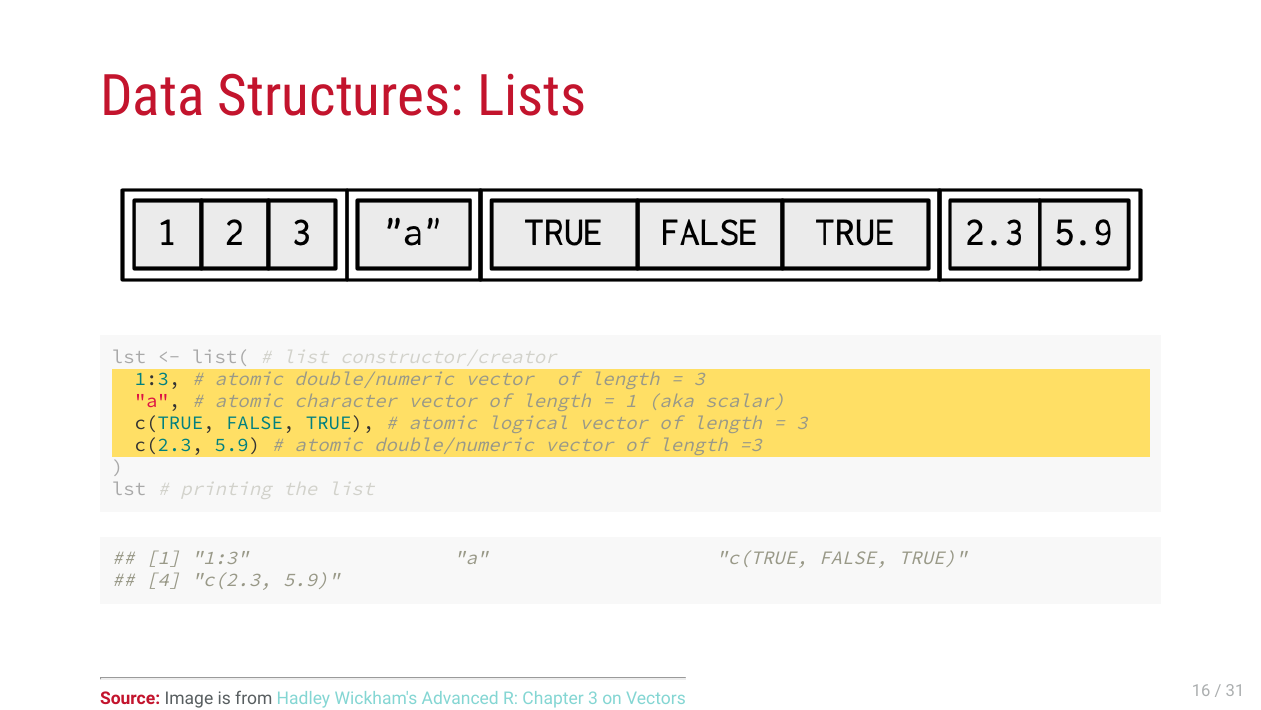 Data Structures: Lists
1 2 3 "a" TRUE FALSE TRUE 2.3 5.9
lst <- list( # list constructor/creator
  1:3, # atomic double/numeric vector  of length = 3
  "a", # atomic character vector of length = 1 (aka scalar)
  c(TRUE, FALSE, TRUE), # atomic logical vector of length = 3
  c(2.3, 5.9) # atomic double/numeric vector of length =3
)
lst # printing the list
## [1] "1:3"                  "a"                    "c(TRUE, FALSE, TRUE)"
## [4] "c(2.3, 5.9)"
Source: Image is from Hadley Wickham's Advanced R: Chapter 3 on Vectors
16 / 31